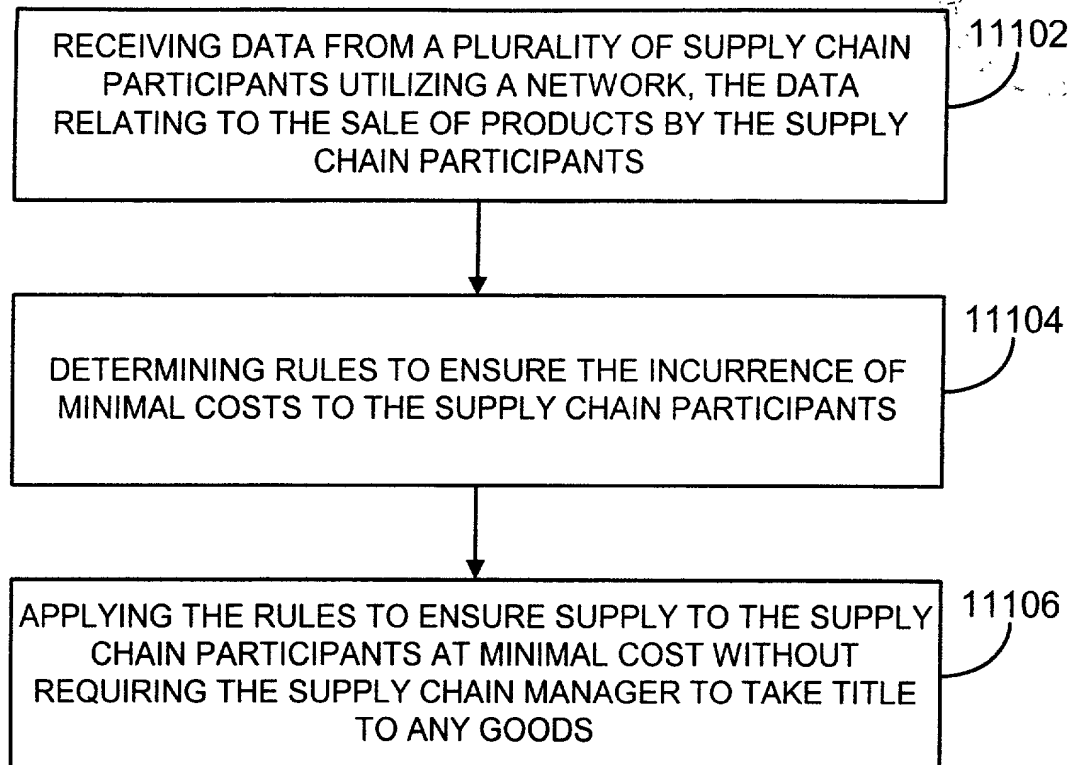 RECEIVING DATA FROM A PLURALITY OF SUPPLY CHAIN
PARTICIPANTS UTILIZING A NETWORK, THE DATA
RELATING TO THE SALE OF PRODUCTS BY THE SUPPLY
CHAIN PARTICIPANTS
11102
DETERMINING RULES TO ENSURE THE INCURRENCE OF
MINIMAL COSTS TO THE SUPPLY CHAIN PARTICIPANTS
11104
APPLYING THE RULES TO ENSURE SUPPLY TO THE SUPPLY
CHAIN PARTICIPANTS AT MINIMAL COST WITHOUT
REQUIRING THE SUPPLY CHAIN MANAGER TO TAKE TITLE
TO ANY GOODS
11106